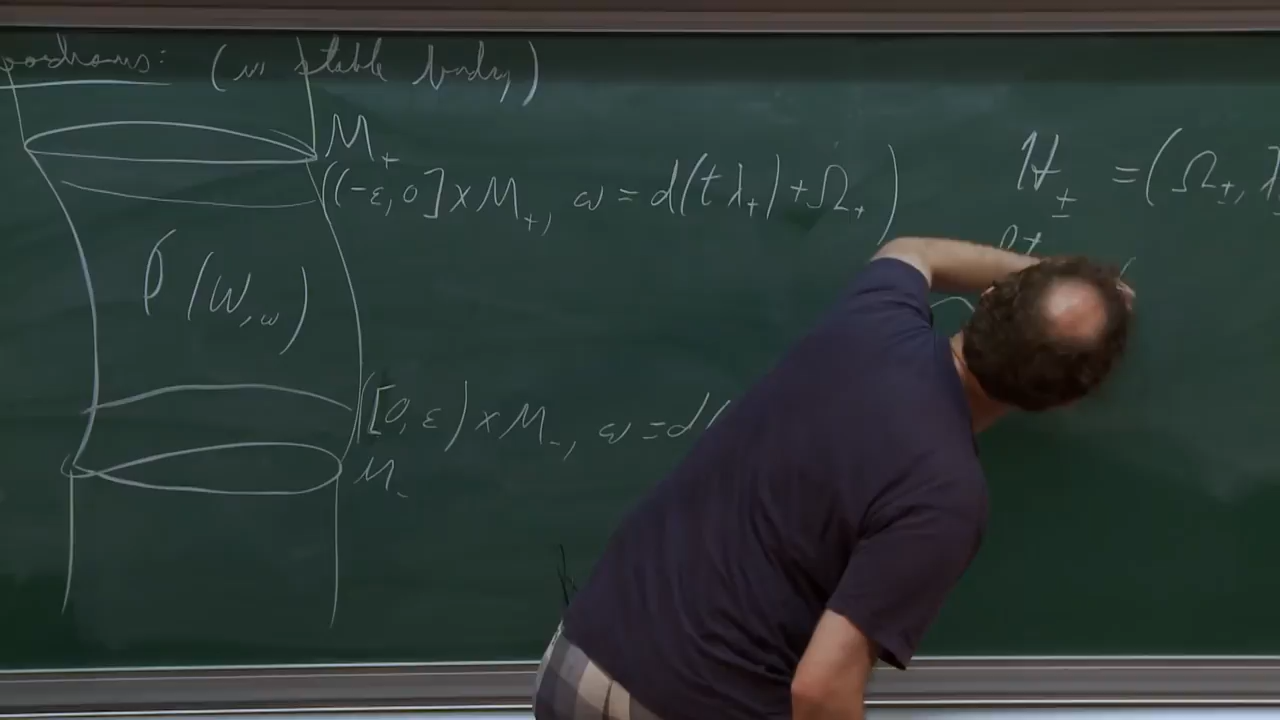 (w stable bndry)
M₊
((-ε, 0] × M₊, ω = d(tλ₊) + Ω₊)
ℋ± = (Ω±, λ
(W, ω)
([0, ε) × M₋, ω = d(
M₋